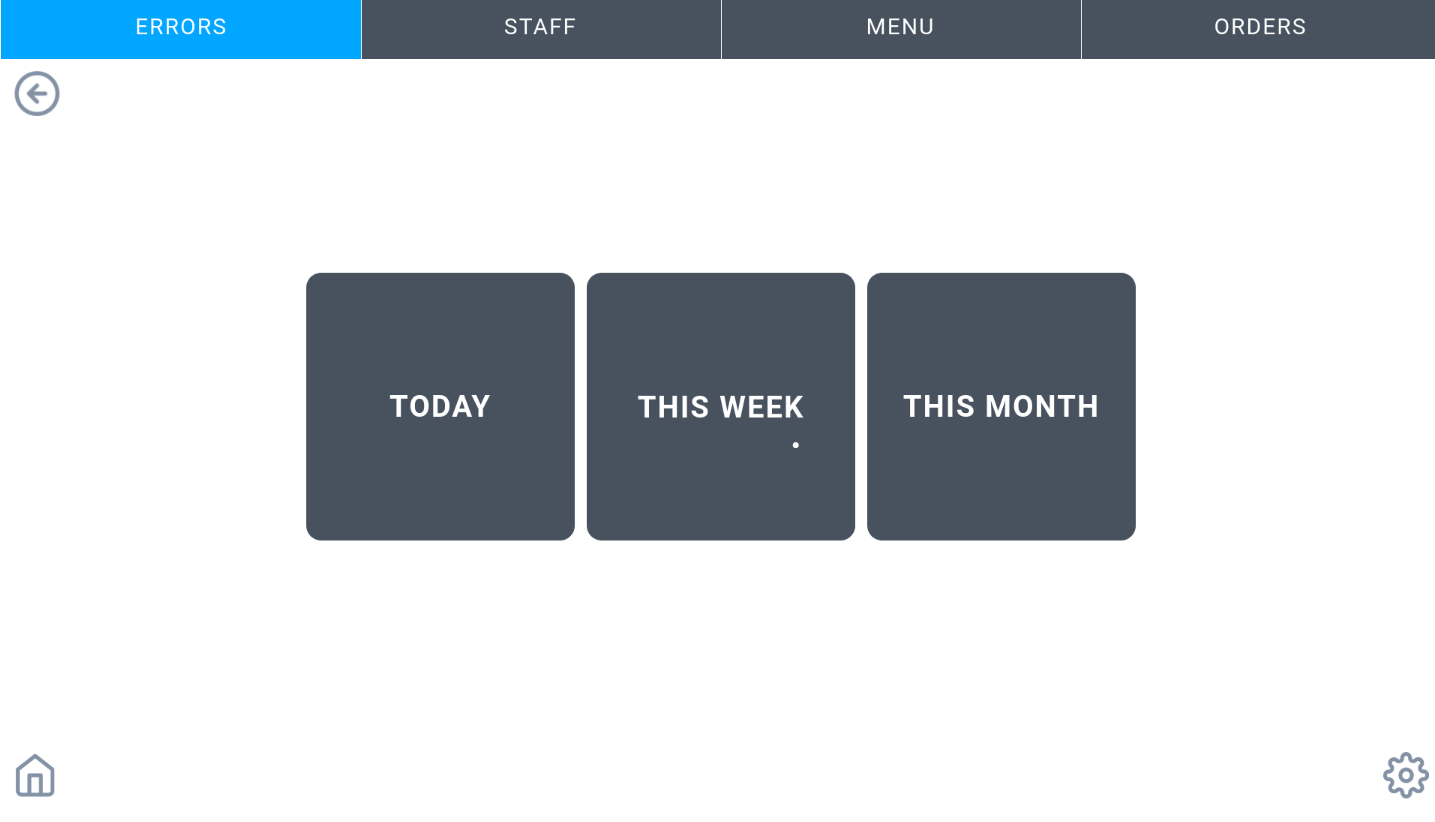 ERRORS
STAFF
MENU
ORDERS
TODAY
THIS WEEK
THIS MONTH